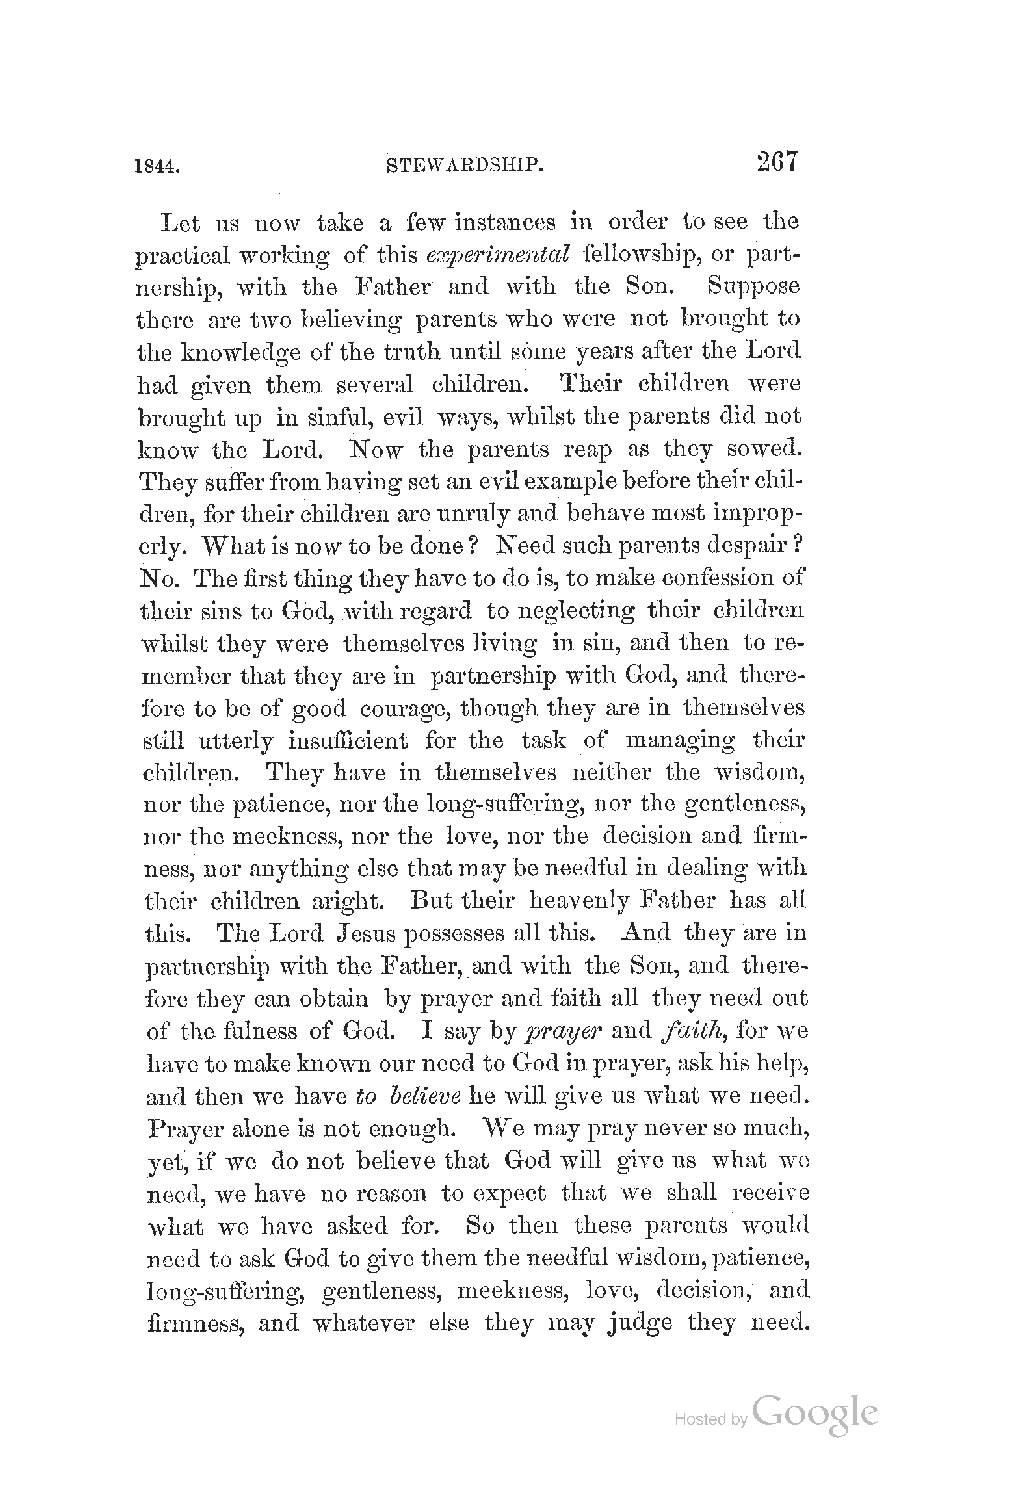 1844. STEWARDSHIP. 267
Let us now take a few instances in order to see the
practical working of this experimental fellowship, or part-
nership, with the Father and with the Son. Suppose
there are two believing parents who were not brought to
the knowledge of the truth until some years after the Lord
had given them several children. Their children were
brought up in sinful, evil ways, whilst the parents did not
know the Lord. Now the parents reap as they sowed.
They suffer from having set an evil example before their chil-
dren, for their children are unruly and behave most improp-
erly. What is now to be done? Need such parents despair?
No. The first thing they have to do is, to make confession of
their sins to God, with regard to neglecting their children
whilst they were themselves living in sin, and then to re-
member that they are in partnership with God, and there-
fore to be of good courage, though they are in themselves
still utterly insufficient for the task of managing their
children. They have in themselves neither the wisdom,
nor the patience, nor the long-suffering, nor the gentleness,
nor the meekness, nor the love, nor the decision and firm-
ness, nor anything else that may be needful in dealing with
their children aright. But their heavenly Father has all
this. The Lord Jesus possesses all this. And they are in
partnership with the Father, and with the Son, and there-
fore they can obtain by prayer and faith all they need out
of the fulness of God. I say by prayer and faith, for we
have to make known our need to God in prayer, ask his help,
and then we have to believe he will give us what we need.
Prayer alone is not enough. We may pray never so much,
yet, if we do not believe that God will give us what we
need, we have no reason to expect that we shall receive
what we have asked for. So then these parents would
need to ask God to give them the needful wisdom, patience,
long-suffering, gentleness, meekness, love, decision, and
firmness, and whatever else they may judge they need.
Hosted by Google